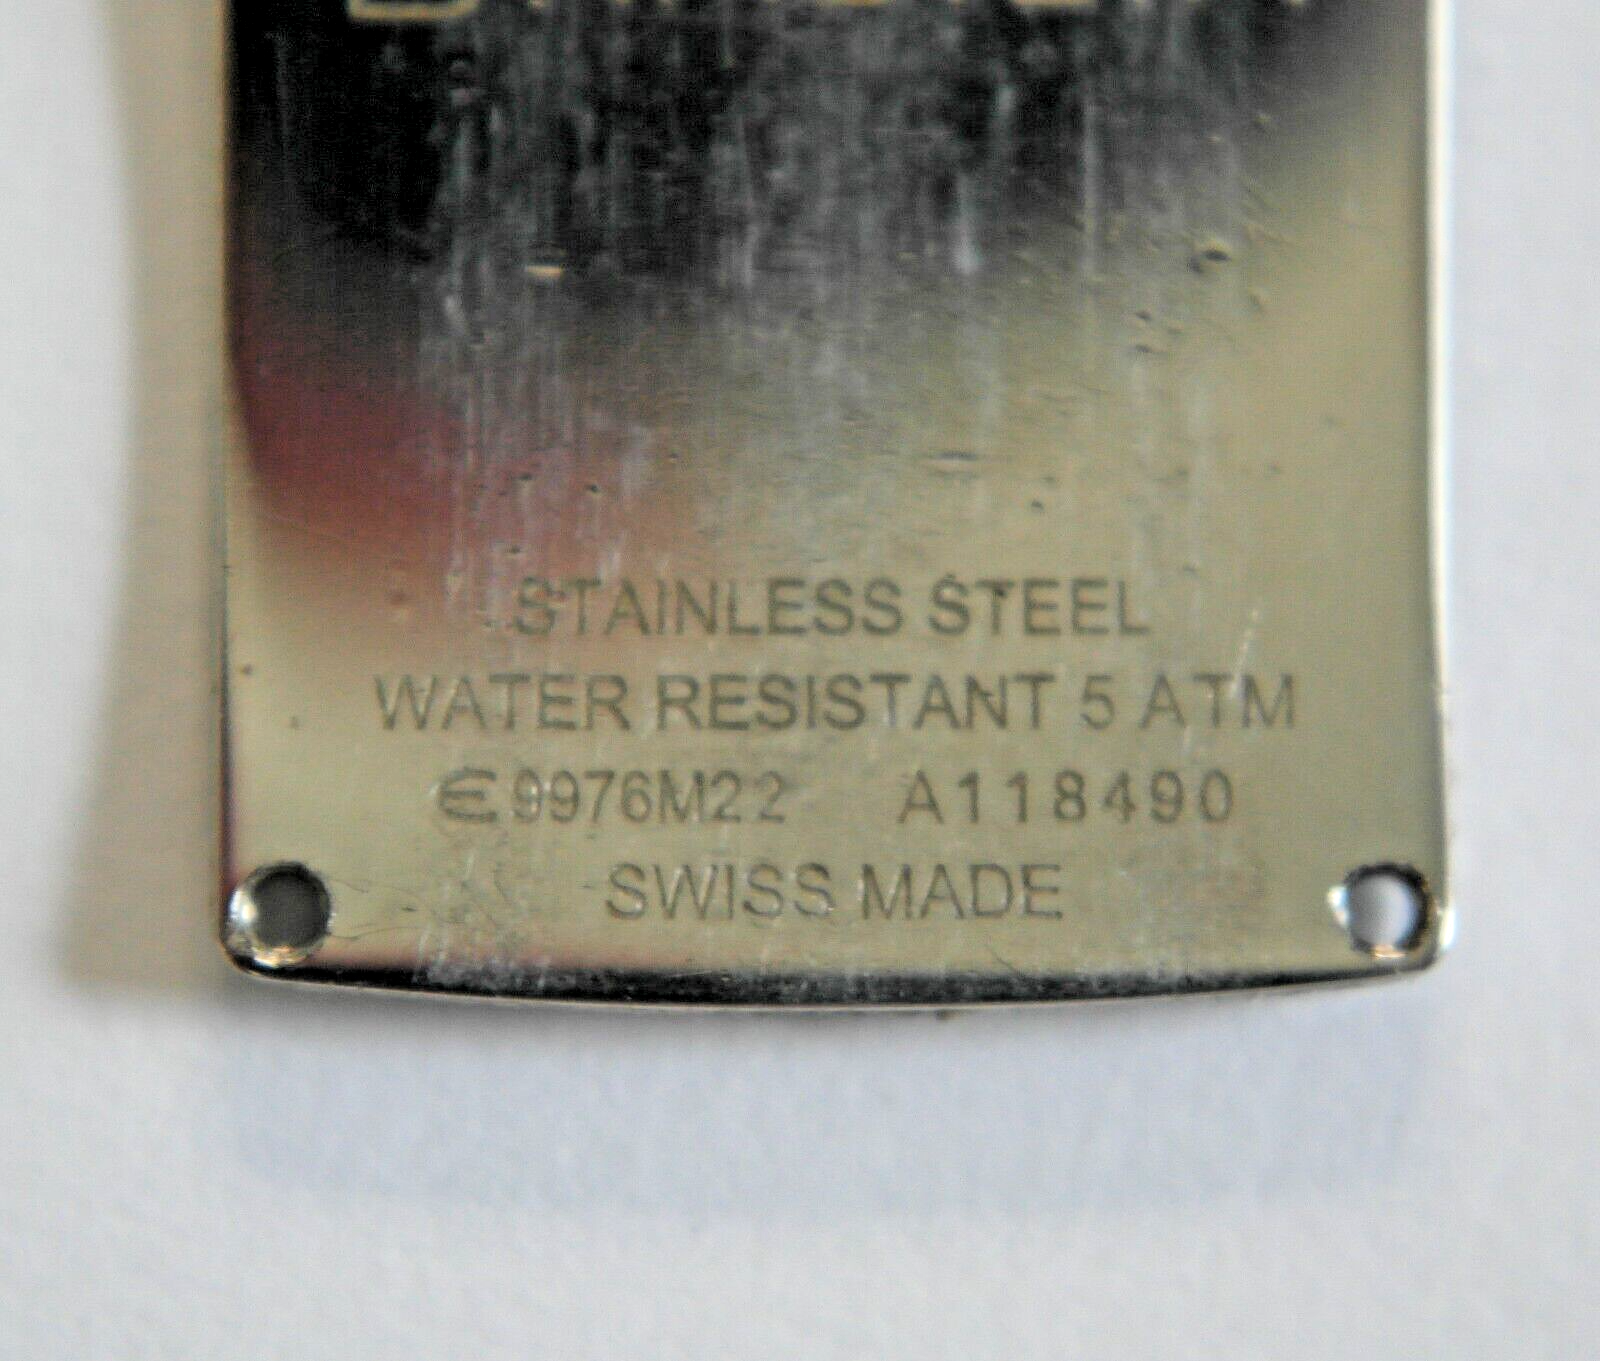 STAINLESS STEEL
WATER RESISTANT 5 ATM
€9976M22 A118490
SWISS MADE